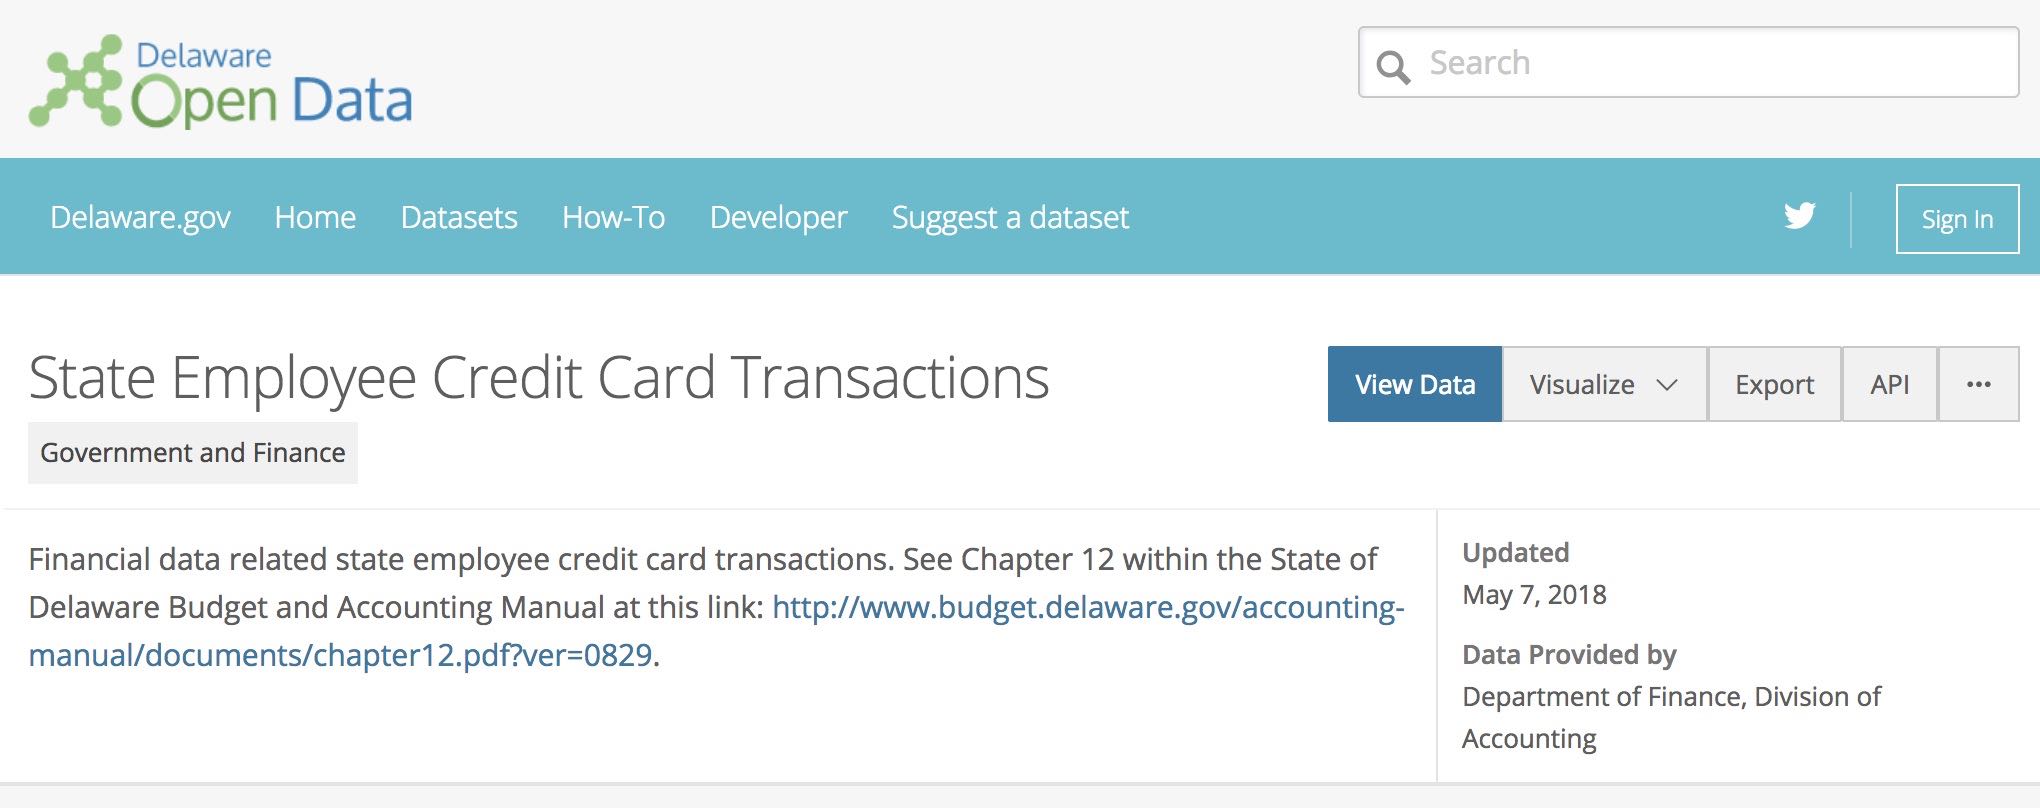 Delaware
Open Data
Search
Delaware.gov Home Datasets How-To Developer Suggest a dataset Sign In
State Employee Credit Card Transactions
View Data Visualize Export API ...
Government and Finance
Financial data related state employee credit card transactions. See Chapter 12 within the State of
Delaware Budget and Accounting Manual at this link: http://www.budget.delaware.gov/accounting-
manual/documents/chapter12.pdf?ver=0829.
Updated
May 7, 2018
Data Provided by
Department of Finance, Division of
Accounting